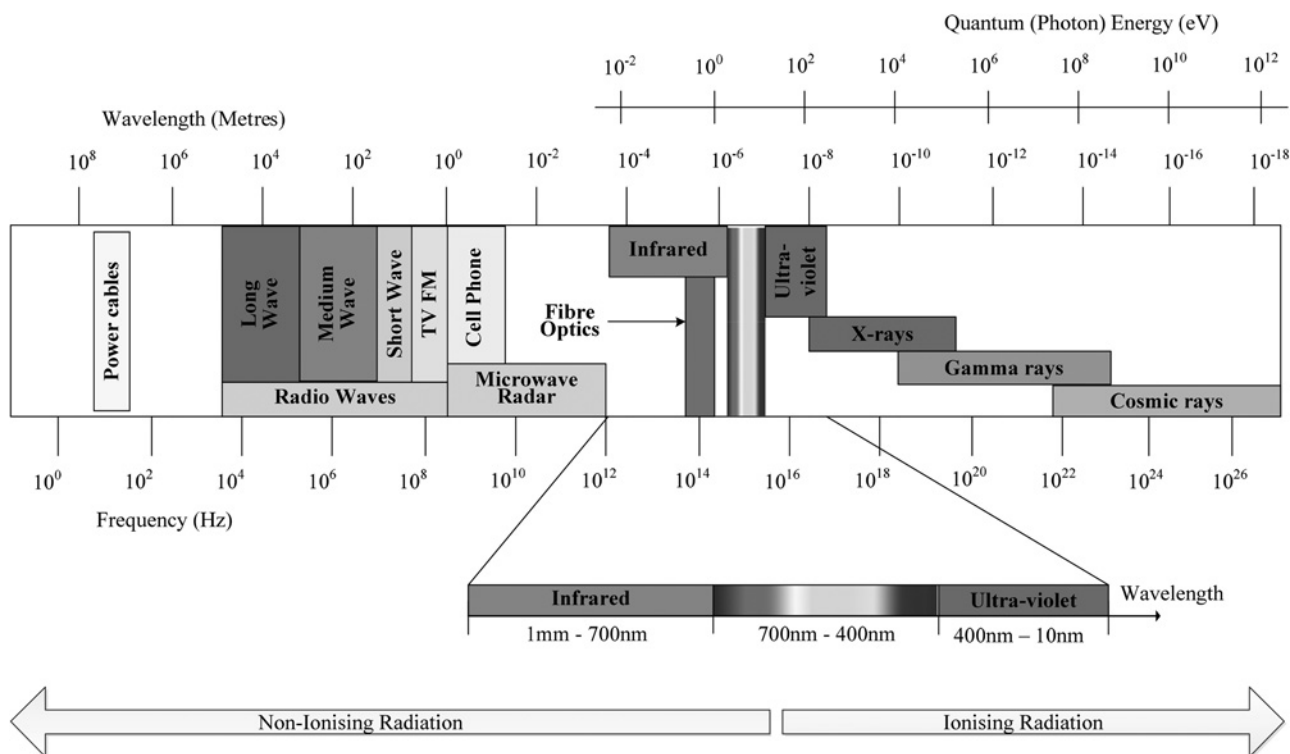 Quantum (Photon) Energy (eV)
10⁻² 10⁰ 10² 10⁴ 10⁶ 10⁸ 10¹⁰ 10¹²
Wavelength (Metres)
10⁸ 10⁶ 10⁴ 10² 10⁰ 10⁻² 10⁻⁴ 10⁻⁶ 10⁻⁸ 10⁻¹⁰ 10⁻¹² 10⁻¹⁴ 10⁻¹⁶ 10⁻¹⁸
Power cables
Long
Wave
Medium
Wave
Short Wave
TV FM
Cell Phone
Radio Waves
Microwave
Radar
Fibre
Optics
Infrared
Ultra-
violet
X-rays
Gamma rays
Cosmic rays
10⁰ 10² 10⁴ 10⁶ 10⁸ 10¹⁰ 10¹² 10¹⁴ 10¹⁶ 10¹⁸ 10²⁰ 10²² 10²⁴ 10²⁶
Frequency (Hz)
Infrared Ultra-violet Wavelength
1mm - 700nm 700nm - 400nm 400nm – 10nm
Non-Ionising Radiation Ionising Radiation